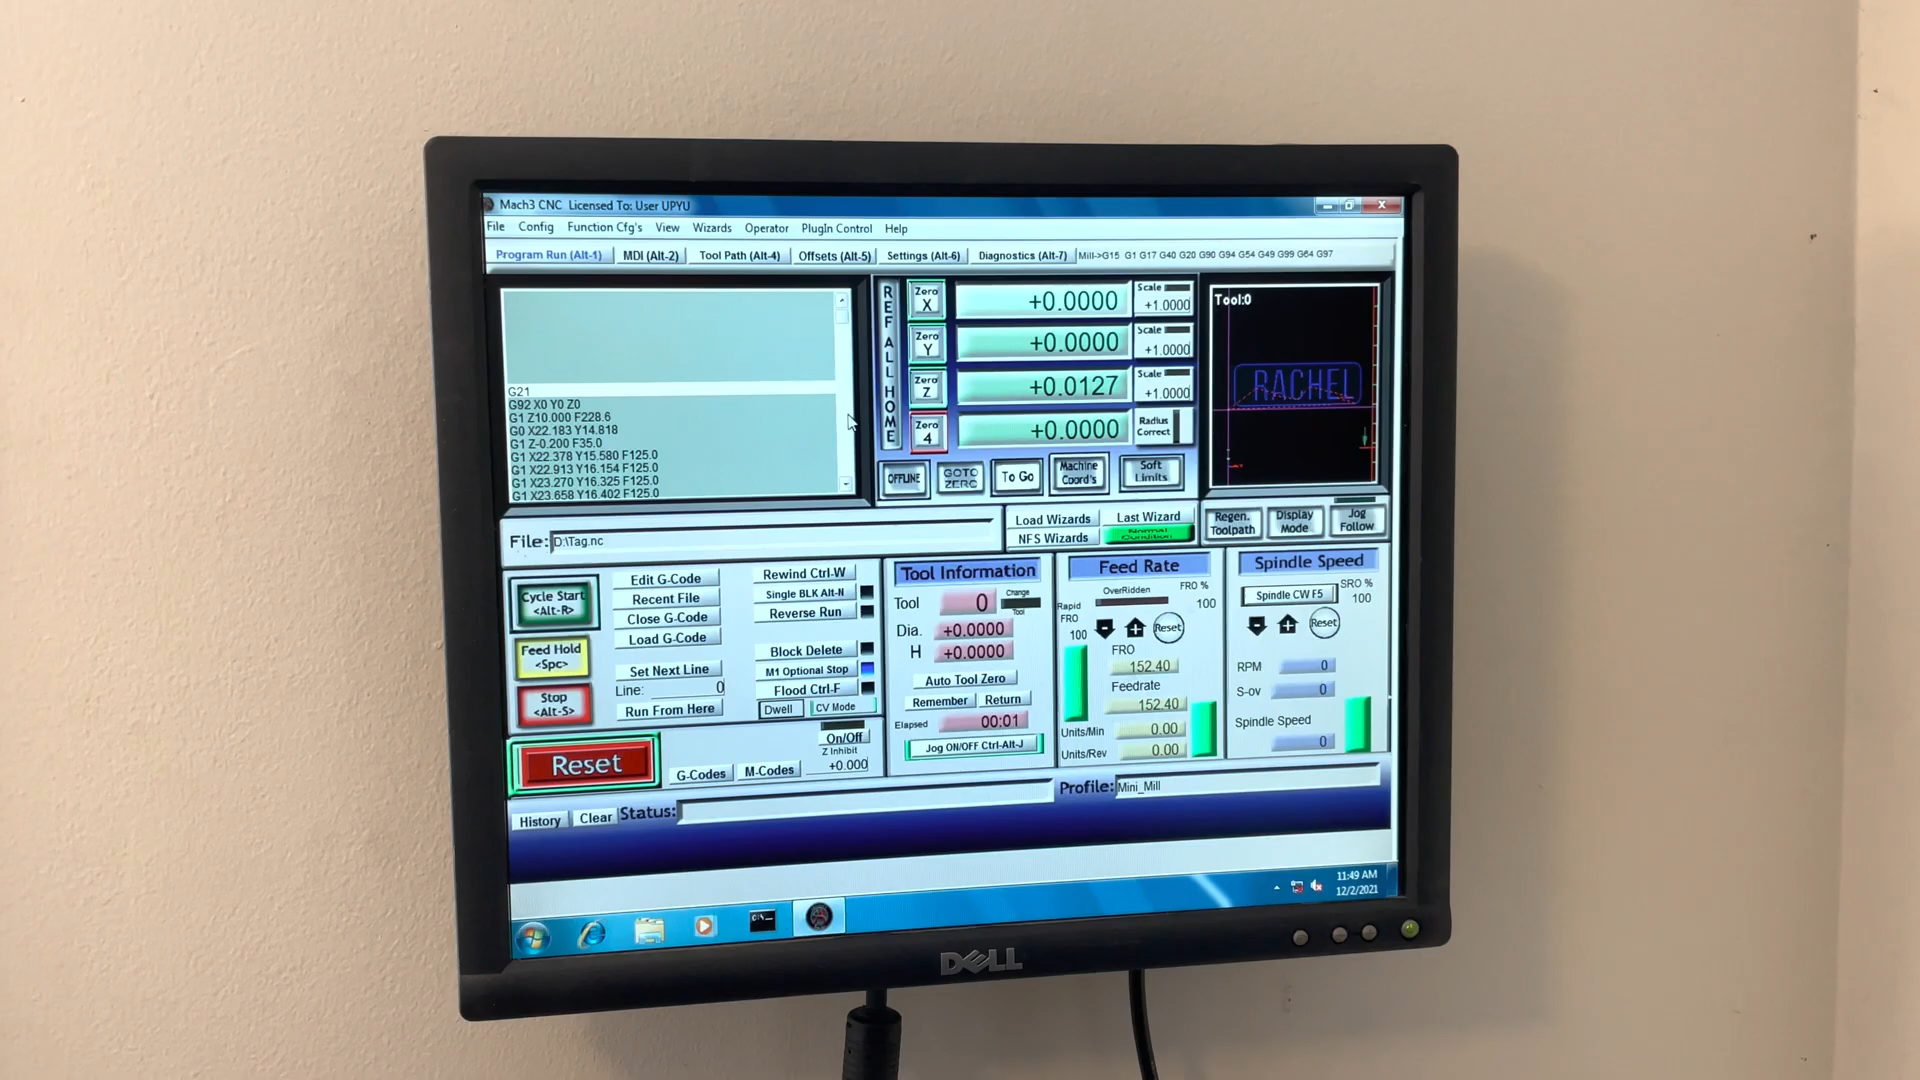 Mach3 CNC Licensed To: User UPYU
File Config Function Cfg's View Wizards Operator PlugIn Control Help
Program Run (Alt-1) MDI (Alt-2) Tool Path (Alt-4) Offsets (Alt-5) Settings (Alt-6) Diagnostics (Alt-7) Mill->G15 G1 G17 G40 G20 G90 G94 G54 G49 G99 G64 G97
G21
G92 X0 Y0 Z0
G1 Z10.000 F228.6
G0 X22.183 Y14.818
G1 Z-0.200 F35.0
G1 X22.378 Y15.580 F125.0
G1 X22.913 Y16.154 F125.0
G1 X23.270 Y16.325 F125.0
G1 X23.658 Y16.402 F125.0
REF ALL HOME
Zero X +0.0000 Scale +1.0000
Zero Y +0.0000 Scale +1.0000
Zero Z +0.0127 Scale +1.0000
Zero 4 +0.0000 Radius Correct
OFFLINE GOTO ZERO To Go Machine Coord's Soft Limits
Tool:0
RACHEL
File: D:\Tag.nc
Load Wizards Last Wizard
NFS Wizards Normal Condition
Regen. Toolpath Display Mode Jog Follow
Cycle Start <Alt-R>
Feed Hold <Spc>
Stop <Alt-S>
Reset
Edit G-Code
Recent File
Close G-Code
Load G-Code
Set Next Line
Line: 0
Run From Here
Rewind Ctrl-W
Single BLK Alt-N
Reverse Run
Block Delete
M1 Optional Stop
Flood Ctrl-F
Dwell CV Mode
G-Codes M-Codes
On/Off
Z Inhibit
+0.000
Tool Information
Tool 0 Change Tool
Dia. +0.0000
H +0.0000
Auto Tool Zero
Remember Return
Elapsed 00:01
Jog ON/OFF Ctrl-Alt-J
Feed Rate
OverRidden FRO %
100
Rapid
FRO
100
Reset
FRO
152.40
Feedrate
152.40
Units/Min 0.00
Units/Rev 0.00
Spindle Speed
Spindle CW F5 SRO %
100
Reset
RPM 0
S-ov 0
Spindle Speed
0
History Clear Status:
Profile: Mini_Mill
11:49 AM
12/2/2021
DELL